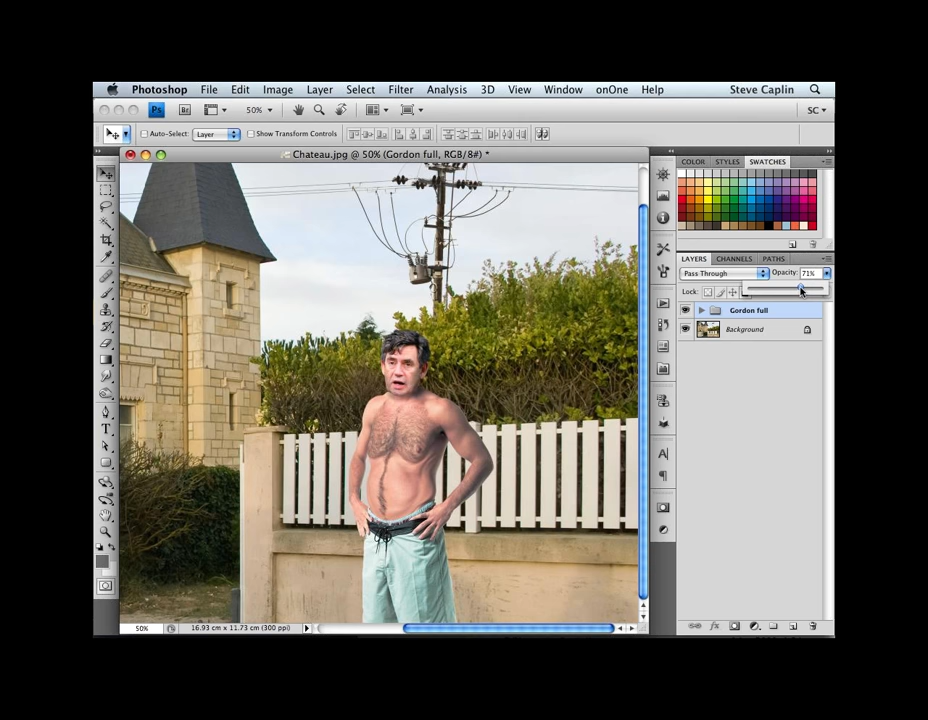 Photoshop File Edit Image Layer Select Filter Analysis 3D View Window onOne Help Steve Caplin
Ps Br 50% SC
Auto-Select: Layer Show Transform Controls
Chateau.jpg @ 50% (Gordon full, RGB/8#) *
COLOR STYLES SWATCHES
LAYERS CHANNELS PATHS
Pass Through Opacity: 71%
Lock:
Gordon full
Background
50% 16.93 cm x 11.73 cm (300 ppi)